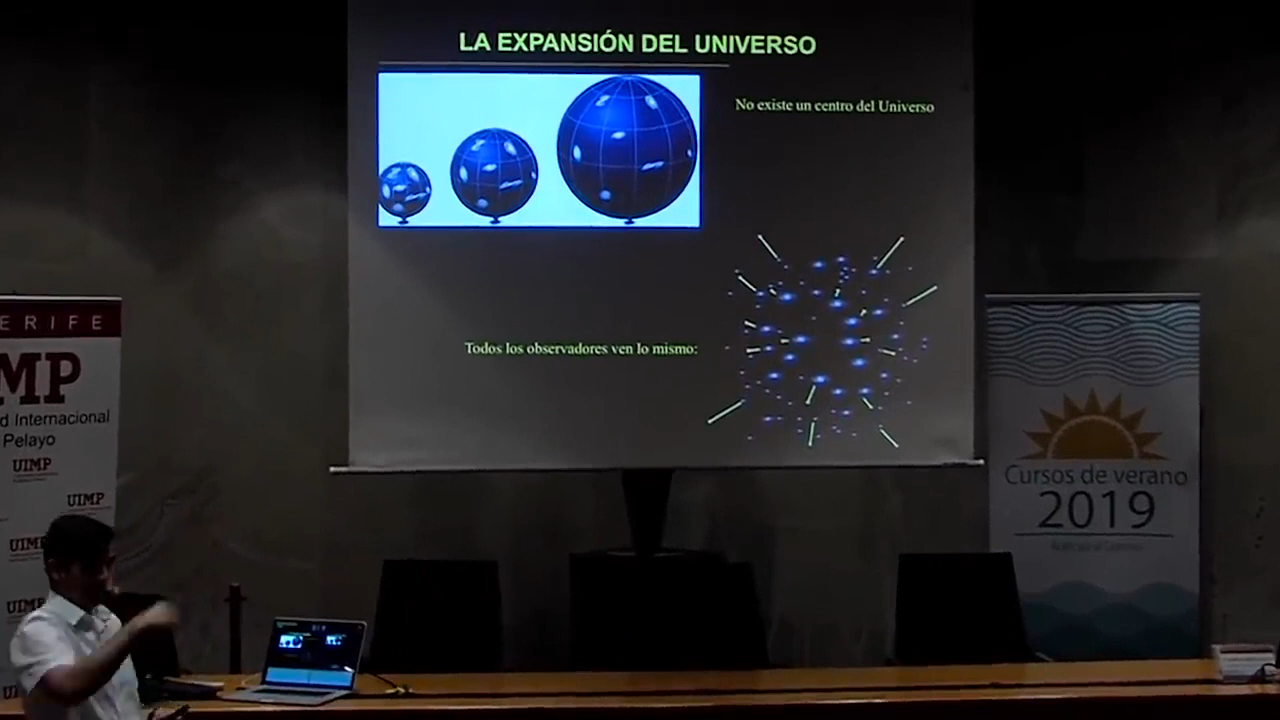 LA EXPANSIÓN DEL UNIVERSO
No existe un centro del Universo
Todos los observadores ven lo mismo:
ERIFE
MP
d Internacional
Pelayo
UIMP
UIMP
UIMP
UIMP
Cursos de verano
2019